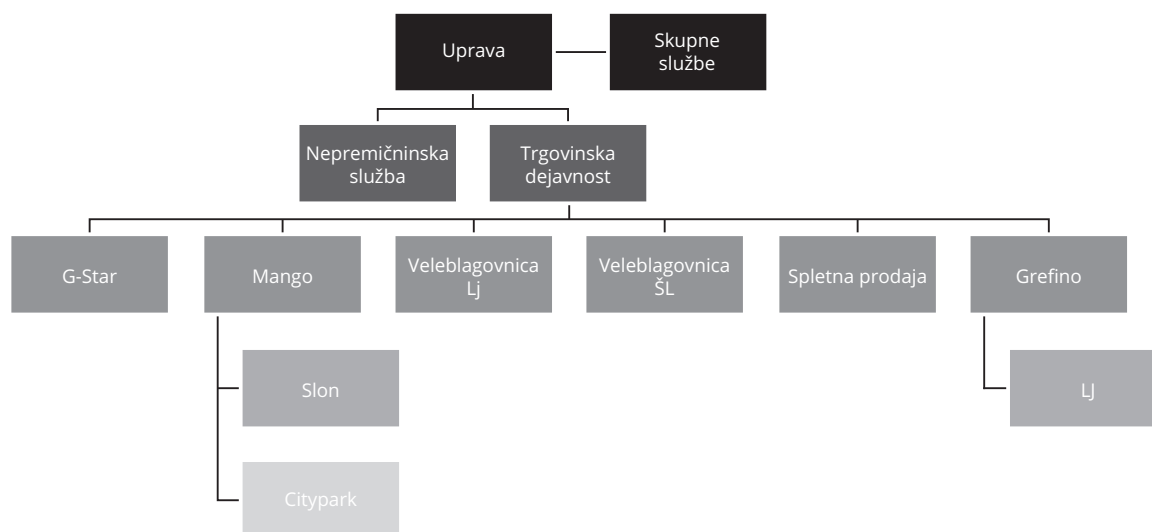 Uprava
Skupne
službe
Nepremičninska
služba
Trgovinska
dejavnost
G-Star
Mango
Veleblagovnica
Lj
Veleblagovnica
ŠL
Spletna prodaja
Grefino
Slon
LJ
Citypark